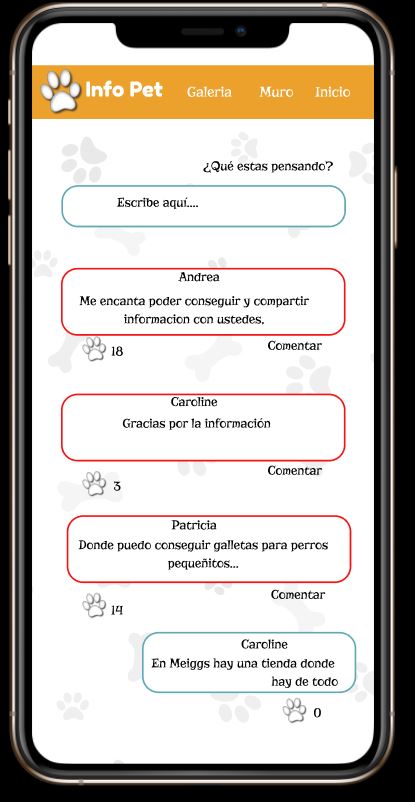 Info Pet Galeria Muro Inicio
¿Qué estas pensando?
Escribe aquí....
Andrea
Me encanta poder conseguir y compartir
informacion con ustedes.
18 Comentar
Caroline
Gracias por la información
Comentar
3
Patricia
Donde puedo conseguir galletas para perros
pequeñitos...
Comentar
14
Caroline
En Meiggs hay una tienda donde
hay de todo
0